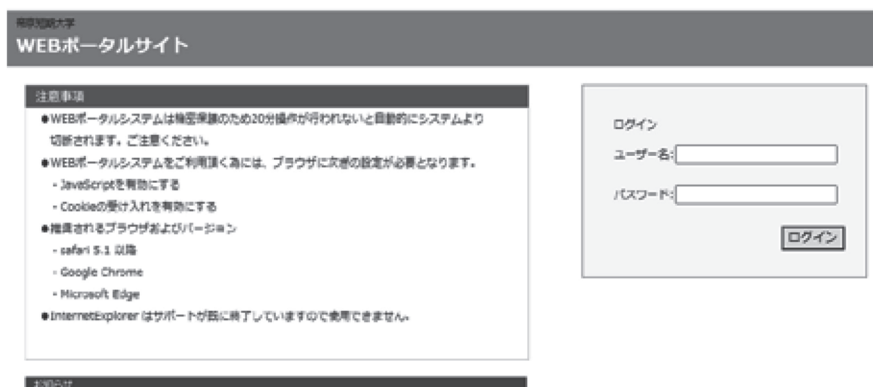 帝京短期大学
WEBポータルサイト
注意事項
●WEBポータルシステムは機密保護のため20分操作が行われないと自動的にシステムより
切断されます。ご注意ください。
●WEBポータルシステムをご利用頂く為には、ブラウザに次の設定が必要となります。
- JavaScriptを有効にする
- Cookieの受け入れを有効にする
●推奨されるブラウザおよびバージョン
- safari 5.1 以降
- Google Chrome
- Microsoft Edge
●InternetExplorer はサポートが既に終了していますので使用できません。
お知らせ
ログイン
ユーザー名:
パスワード:
ログイン